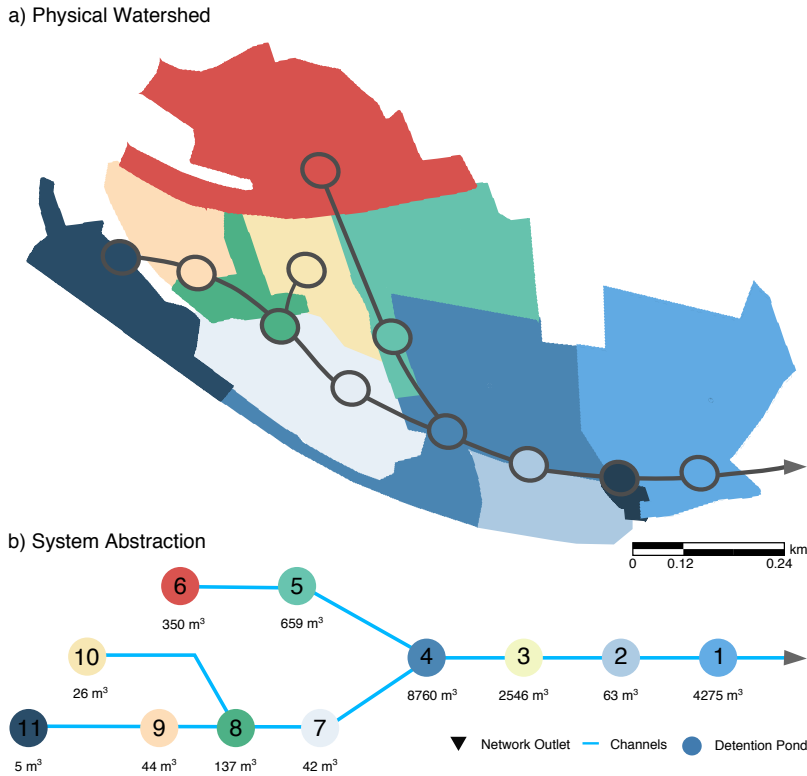 a) Physical Watershed
km
0 0.12 0.24
b) System Abstraction
6 5
350 m³ 659 m³
10 4 3 2 1
26 m³ 8760 m³ 2546 m³ 63 m³ 4275 m³
11 9 8 7
5 m³ 44 m³ 137 m³ 42 m³
Network Outlet Channels Detention Pond